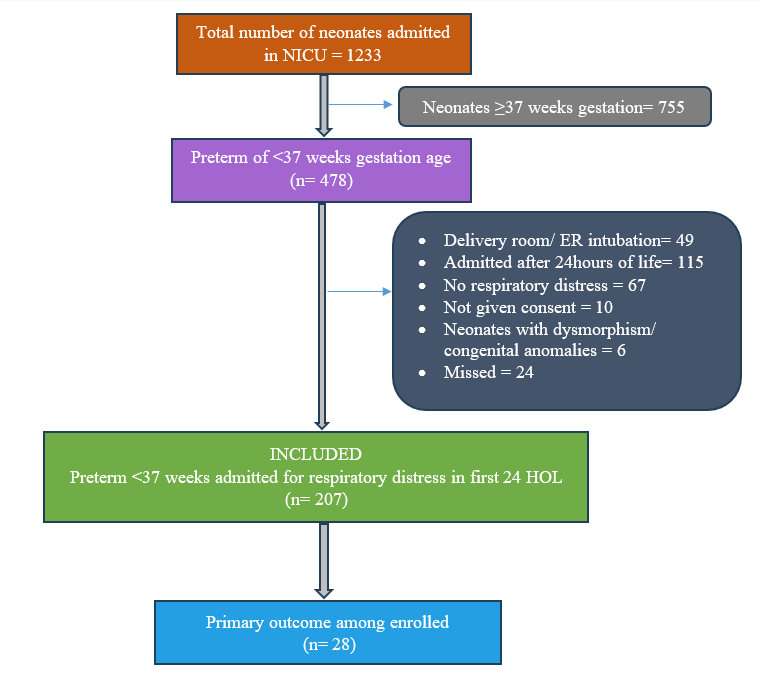 Total number of neonates admitted
in NICU = 1233
Neonates ≥37 weeks gestation= 755
Preterm of <37 weeks gestation age
(n= 478)
• Delivery room/ ER intubation= 49
• Admitted after 24hours of life= 115
• No respiratory distress = 67
• Not given consent = 10
• Neonates with dysmorphism/
congenital anomalies = 6
• Missed = 24
INCLUDED
Preterm <37 weeks admitted for respiratory distress in first 24 HOL
(n= 207)
Primary outcome among enrolled
(n= 28)